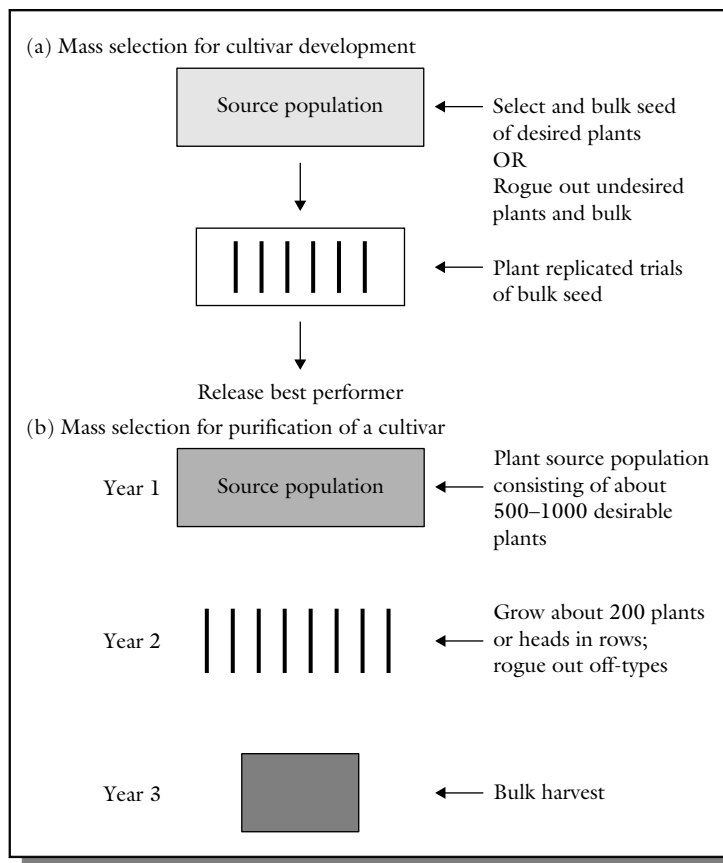 (a) Mass selection for cultivar development
Source population
Select and bulk seed
of desired plants
OR
Rogue out undesired
plants and bulk
Plant replicated trials
of bulk seed
Release best performer
(b) Mass selection for purification of a cultivar
Year 1
Source population
Plant source population
consisting of about
500–1000 desirable
plants
Year 2
Grow about 200 plants
or heads in rows;
rogue out off-types
Year 3
Bulk harvest